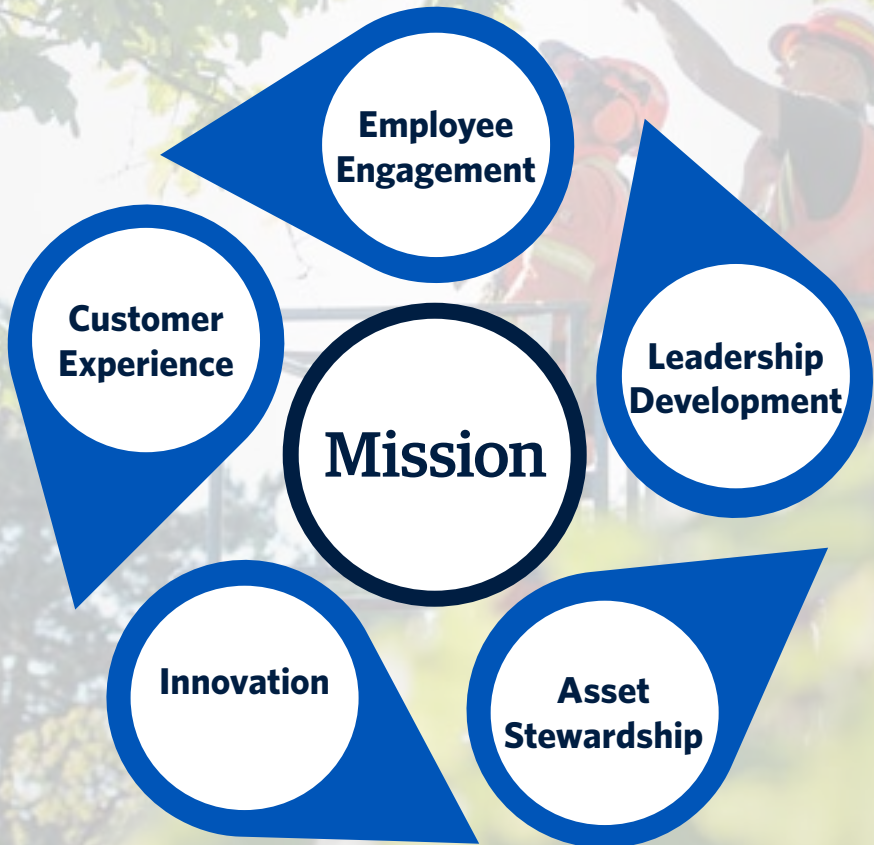 Employee
Engagement
Customer
Experience
Leadership
Development
Mission
Innovation
Asset
Stewardship